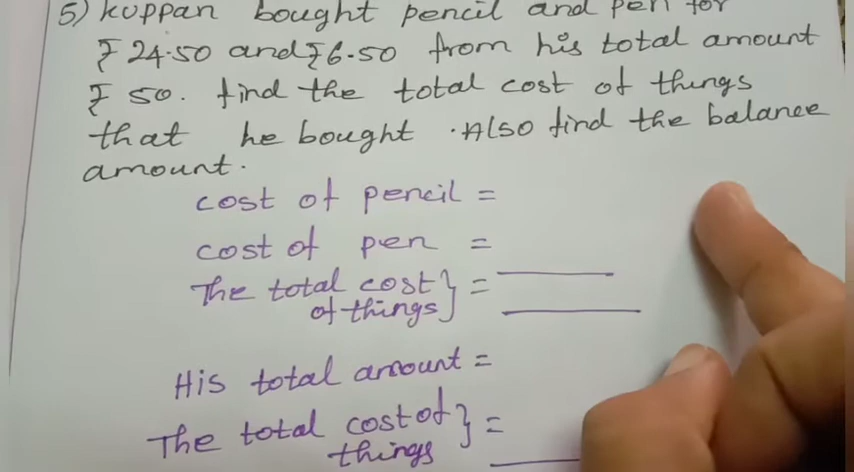 5) Kuppan bought pencil and pen for
₹ 24.50 and ₹6.50 from his total amount
₹ 50. find the total cost of things
that he bought. Also find the balance
amount.
cost of pencil =
cost of pen =
The total cost } =
of things
His total amount =
The total cost of } =
things